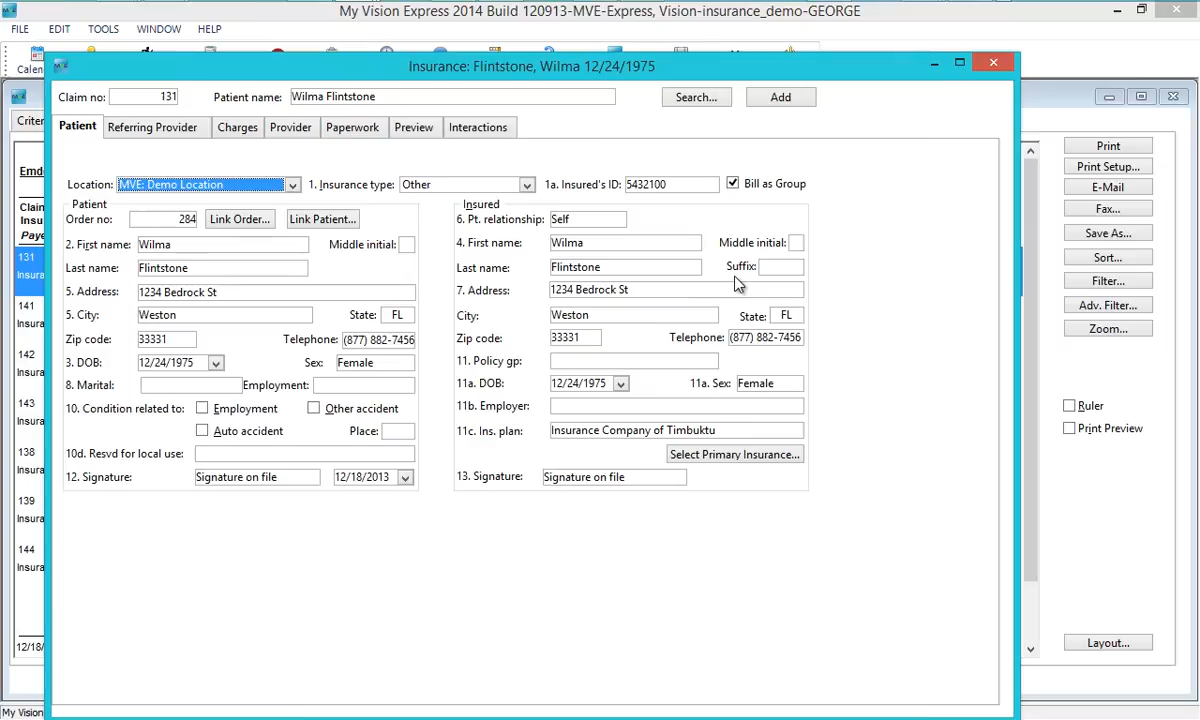 My Vision Express 2014 Build 120913-MVE-Express, Vision-insurance_demo-GEORGE
FILE EDIT TOOLS WINDOW HELP
Calen
Insurance: Flintstone, Wilma 12/24/1975
Claim no: 131 Patient name: Wilma Flintstone Search... Add
Criter
Patient Referring Provider Charges Provider Paperwork Preview Interactions
Location: MVE: Demo Location 1. Insurance type: Other 1a. Insured's ID: 5432100 Bill as Group
Patient
Order no: 284 Link Order... Link Patient...
2. First name: Wilma Middle initial:
Last name: Flintstone
5. Address: 1234 Bedrock St
5. City: Weston State: FL
Zip code: 33331 Telephone: (877) 882-7456
3. DOB: 12/24/1975 Sex: Female
8. Marital: Employment:
10. Condition related to: Employment Other accident
Auto accident Place:
10d. Resvd for local use:
12. Signature: Signature on file 12/18/2013
Insured
6. Pt. relationship: Self
4. First name: Wilma Middle initial:
Last name: Flintstone Suffix:
7. Address: 1234 Bedrock St
City: Weston State: FL
Zip code: 33331 Telephone: (877) 882-7456
11. Policy gp:
11a. DOB: 12/24/1975 11a. Sex: Female
11b. Employer:
11c. Ins. plan: Insurance Company of Timbuktu
Select Primary Insurance...
13. Signature: Signature on file
Emde
Claim
Insur
Paye
131
Insura
141
Insura
142
Insura
143
Insura
138
Insura
139
Insura
144
Insura
12/18/
Print
Print Setup...
E-Mail
Fax...
Save As...
Sort...
Filter...
Adv. Filter...
Zoom...
Ruler
Print Preview
Layout...
My Vision